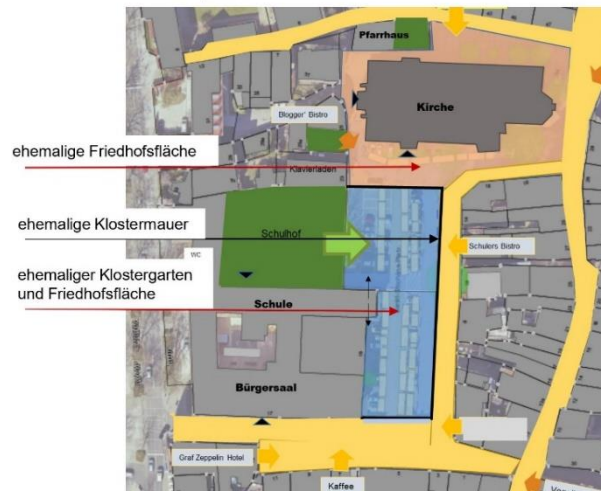 Pfarrhaus
Kirche
Blogger' Bistro
ehemalige Friedhofsfläche
Klavierladen
ehemalige Klostermauer
Schulhof
Schulers Bistro
WC
ehemaliger Klostergarten
und Friedhofsfläche
Schule
Bürgersaal
Graf Zeppelin Hotel
Kaffee